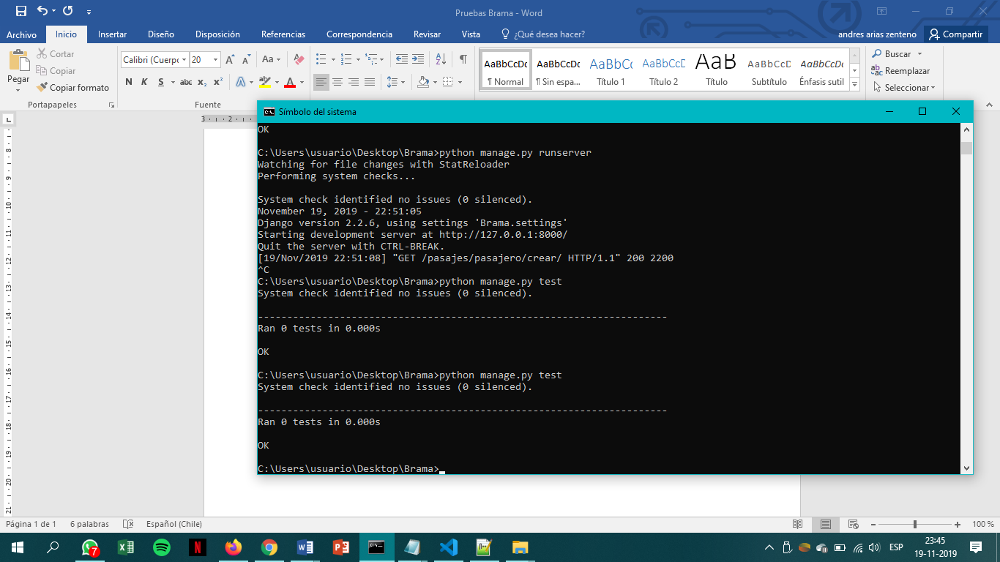 Pruebas Brama - Word
Archivo Inicio Insertar Diseño Disposición Referencias Correspondencia Revisar Vista ¿Qué desea hacer? andres arias zenteno Compartir
Pegar
Cortar
Copiar
Copiar formato
Portapapeles
Calibri (Cuerpo 20
N K S abc x₂ x²
Fuente
AaBbCcDc AaBbCcDc AaBbCc AaBbCcD AaB AaBbCcD AaBbCcDc
¶ Normal ¶ Sin espa... Título 1 Título 2 Título Subtítulo Énfasis sutil
Buscar
Reemplazar
Seleccionar
Símbolo del sistema
OK
C:\Users\usuario\Desktop\Brama>python manage.py runserver
Watching for file changes with StatReloader
Performing system checks...
System check identified no issues (0 silenced).
November 19, 2019 - 22:51:05
Django version 2.2.6, using settings 'Brama.settings'
Starting development server at http://127.0.0.1:8000/
Quit the server with CTRL-BREAK.
[19/Nov/2019 22:51:08] "GET /pasajes/pasajero/crear/ HTTP/1.1" 200 2200
^C
C:\Users\usuario\Desktop\Brama>python manage.py test
System check identified no issues (0 silenced).
----------------------------------------------------------------------
Ran 0 tests in 0.000s
OK
C:\Users\usuario\Desktop\Brama>python manage.py test
System check identified no issues (0 silenced).
----------------------------------------------------------------------
Ran 0 tests in 0.000s
OK
C:\Users\usuario\Desktop\Brama>
Página 1 de 1 6 palabras Español (Chile) 100 %
7
ESP
23:45
19-11-2019